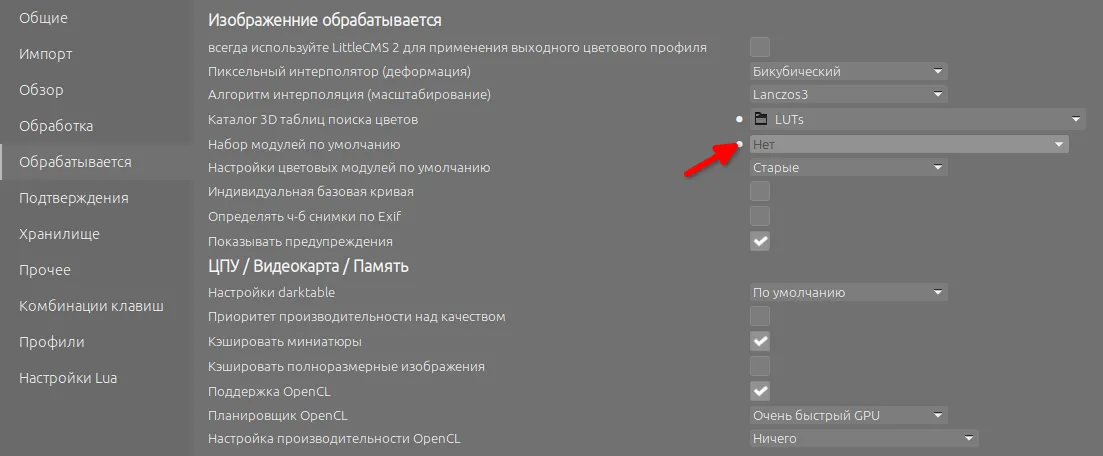 Общие
Импорт
Обзор
Обработка
Обрабатывается
Подтверждения
Хранилище
Прочее
Комбинации клавиш
Профили
Настройки Lua
Изображенние обрабатывается
всегда используйте LittleCMS 2 для применения выходного цветового профиля
Пиксельный интерполятор (деформация) Бикубический
Алгоритм интерполяция (масштабирование) Lanczos3
Каталог 3D таблиц поиска цветов LUTs
Набор модулей по умолчанию Нет
Настройки цветовых модулей по умолчанию Старые
Индивидуальная базовая кривая
Определять ч-б снимки по Exif
Показывать предупреждения
ЦПУ / Видеокарта / Память
Настройки darktable По умолчанию
Приоритет производительности над качеством
Кэшировать миниатюры
Кэшировать полноразмерные изображения
Поддержка OpenCL
Планировщик OpenCL Очень быстрый GPU
Настройка производительности OpenCL Ничего